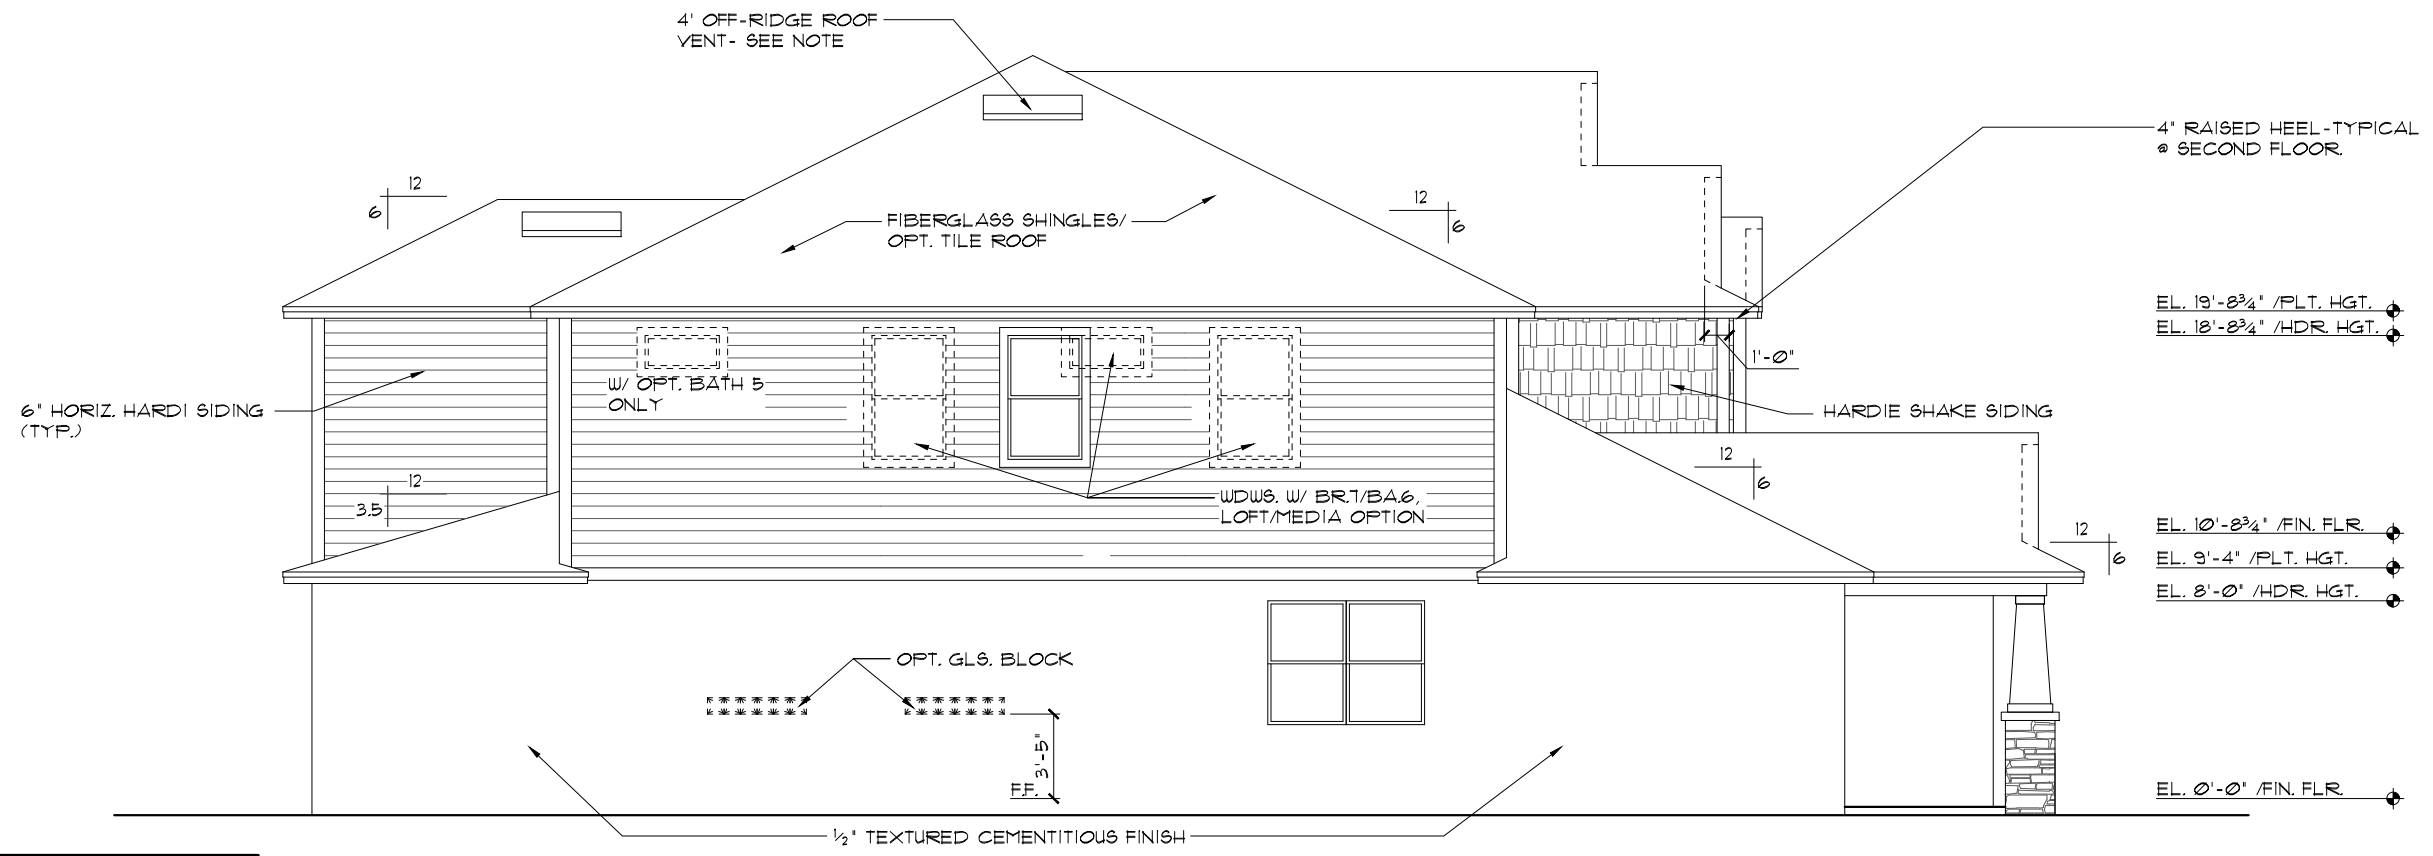 4' OFF-RIDGE ROOF
VENT- SEE NOTE
4" RAISED HEEL-TYPICAL
@ SECOND FLOOR.
12
6
12
6
FIBERGLASS SHINGLES/
OPT. TILE ROOF
EL. 19'-8¾" /PLT. HGT.
EL. 18'-8¾" /HDR. HGT.
1'-0"
W/ OPT. BATH 5
ONLY
6" HORIZ. HARDI SIDING
(TYP.)
HARDIE SHAKE SIDING
12
6
12
3.5
WDWS. W/ BR.7/BA.6,
LOFT/MEDIA OPTION
12
6
EL. 10'-8¾" /FIN. FLR.
EL. 9'-4" /PLT. HGT.
EL. 8'-0" /HDR. HGT.
OPT. GLS. BLOCK
3'-5"
F.F.
EL. 0'-0" /FIN. FLR.
½" TEXTURED CEMENTITIOUS FINISH